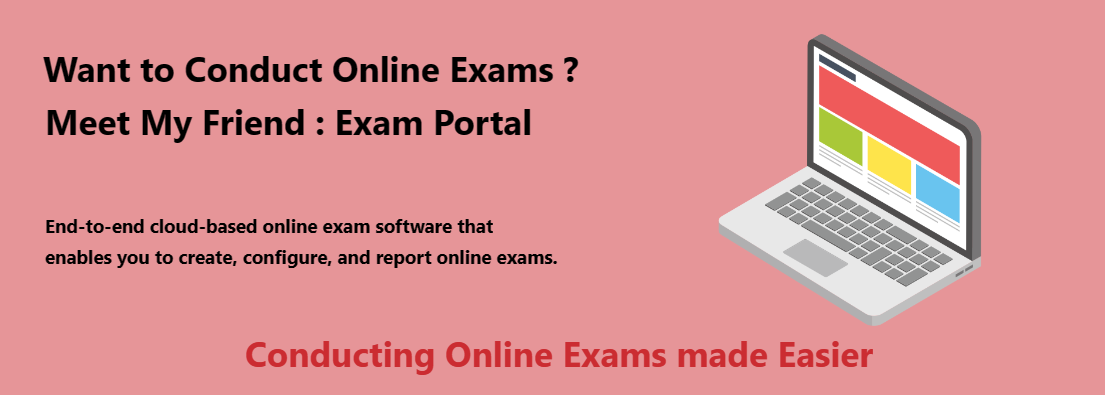 Want to Conduct Online Exams ?
Meet My Friend : Exam Portal
End-to-end cloud-based online exam software that
enables you to create, configure, and report online exams.
Conducting Online Exams made Easier